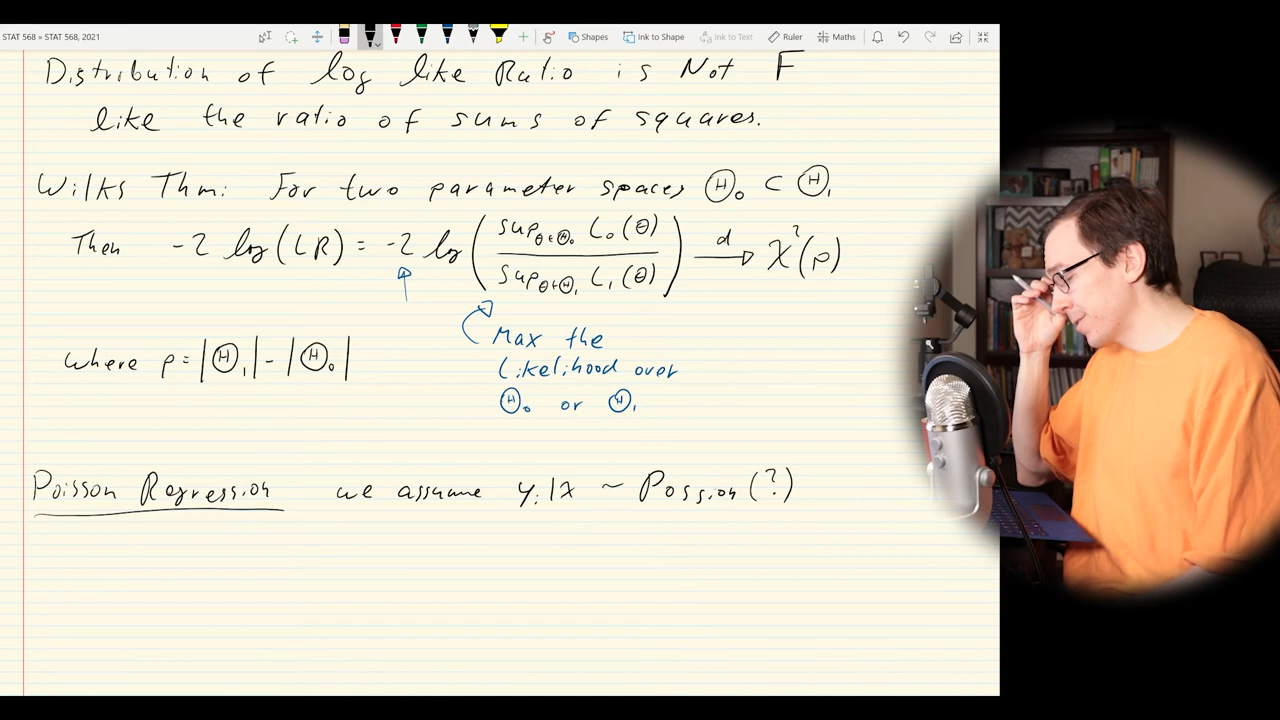 STAT 568 » STAT 568, 2021
Shapes Ink to Shape Ink to Text Ruler Maths
Distribution of log like Ratio is Not F
like the ratio of sums of squares.
Wilks Thm: For two parameter spaces Θ₀ ⊂ Θ₁
Then -2 log(LR) = -2 log( sup_{θ∈Θ₀} L₀(θ) / sup_{θ∈Θ₁} L₁(θ) ) →ᵈ χ²(p)
Max the
where p = |Θ₁| - |Θ₀|
Likelihood over
Θ₀ or Θ₁
Poisson Regression we assume yᵢ|x ~ Possion(?)